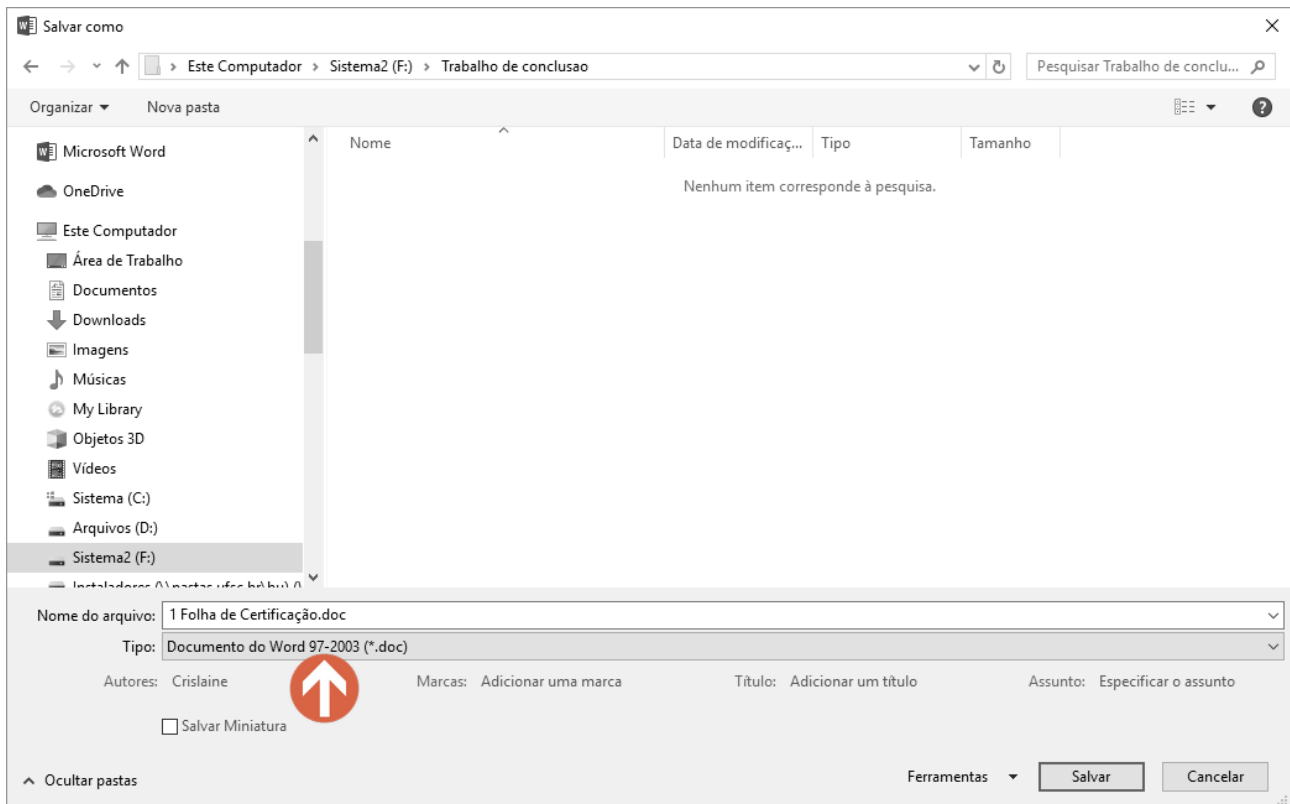 Salvar como
Este Computador > Sistema2 (F:) > Trabalho de conclusao
Pesquisar Trabalho de conclu...
Organizar Nova pasta
Nome Data de modificaç... Tipo Tamanho
Nenhum item corresponde à pesquisa.
Microsoft Word
OneDrive
Este Computador
Área de Trabalho
Documentos
Downloads
Imagens
Músicas
My Library
Objetos 3D
Vídeos
Sistema (C:)
Arquivos (D:)
Sistema2 (F:)
Nome do arquivo: 1 Folha de Certificação.doc
Tipo: Documento do Word 97-2003 (*.doc)
Autores: Crislaine Marcas: Adicionar uma marca Título: Adicionar um título Assunto: Especificar o assunto
Salvar Miniatura
Ocultar pastas Ferramentas Salvar Cancelar